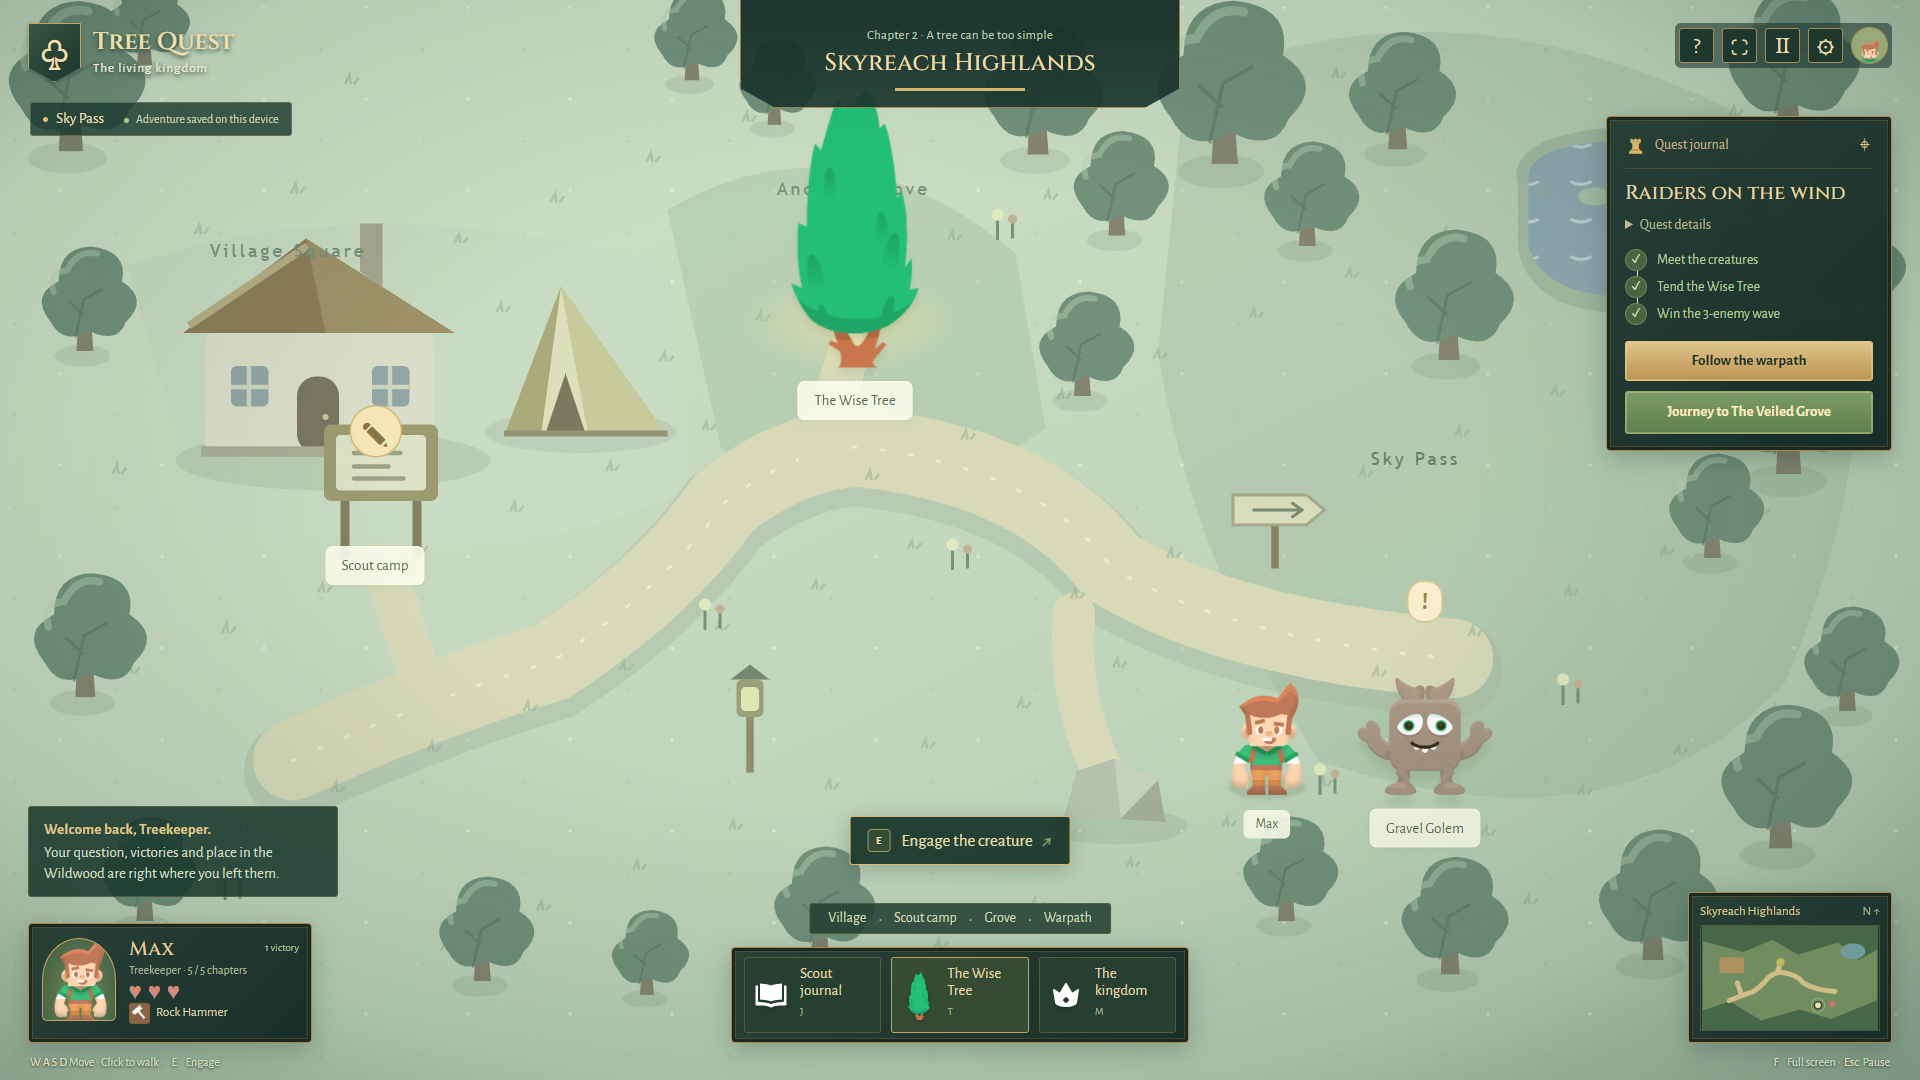 Tree Quest
The living kingdom
Sky Pass
Adventure saved on this device
Chapter 2 · A tree can be too simple
Skyreach Highlands
?
II
Quest journal
Raiders on the wind
Quest details
Meet the creatures
Tend the Wise Tree
Win the 3-enemy wave
Follow the warpath
Journey to The Veiled Grove
Village Square
The Wise Tree
Scout camp
Sky Pass
!
Max
Gravel Golem
E Engage the creature ↗
Welcome back, Treekeeper.
Your question, victories and place in the
Wildwood are right where you left them.
Max
1 victory
Treekeeper · 5 / 5 chapters
Rock Hammer
Village · Scout camp · Grove · Warpath
Scout
journal
J
The Wise
Tree
T
The
kingdom
M
Skyreach Highlands
N ↑
W A S D Move · Click to walk · E Engage
F Full screen · Esc Pause